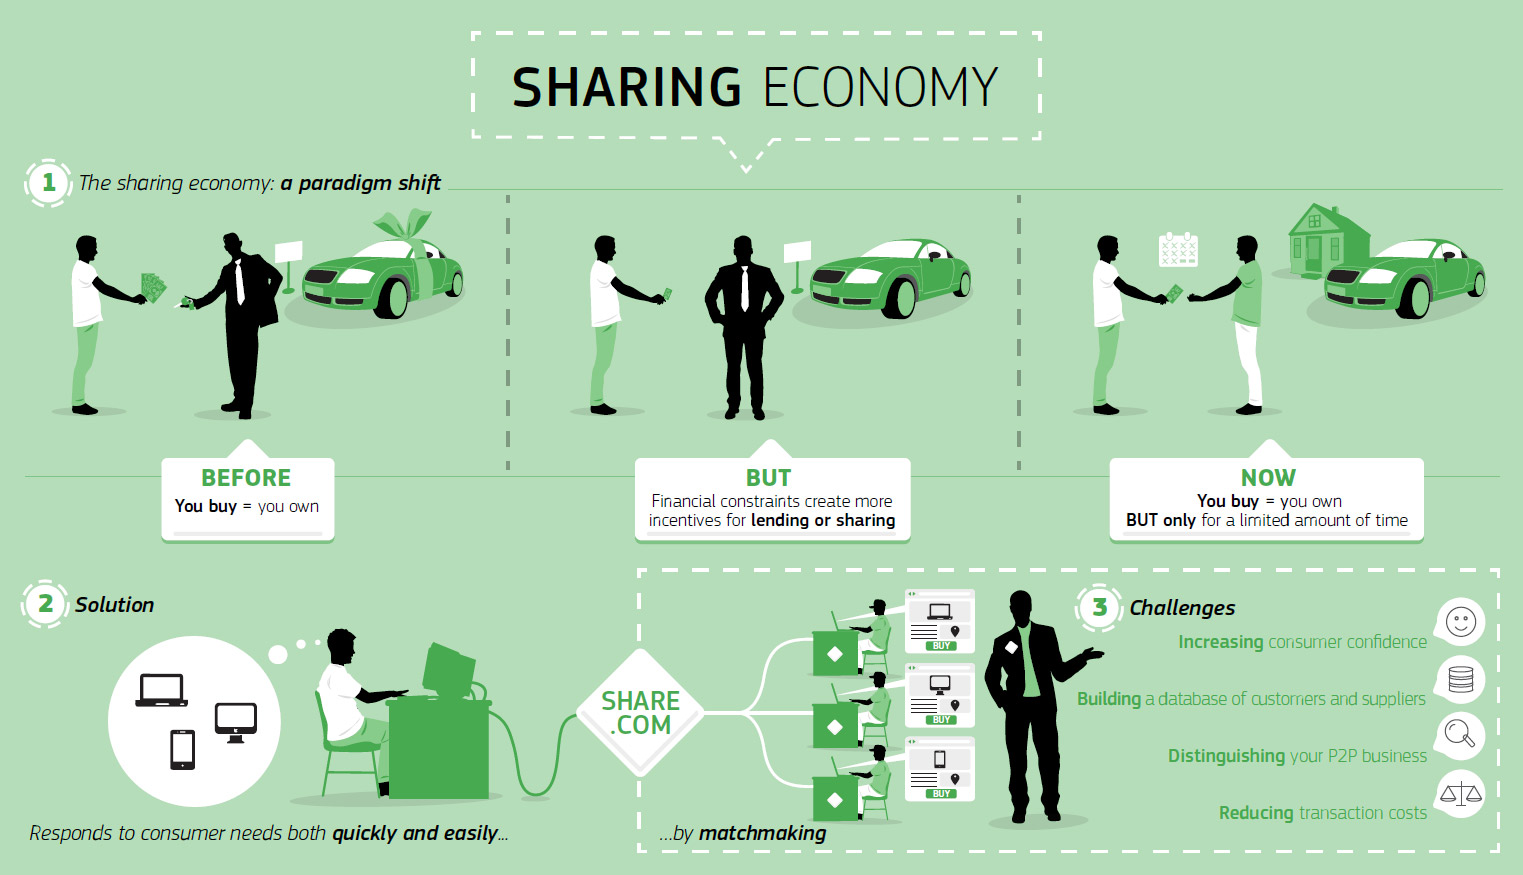 SHARING ECONOMY
1 The sharing economy: a paradigm shift
BEFORE
You buy = you own
BUT
Financial constraints create more
incentives for lending or sharing
NOW
You buy = you own
BUT only for a limited amount of time
2 Solution
SHARE
.COM
BUY
BUY
BUY
Responds to consumer needs both quickly and easily...
...by matchmaking
3 Challenges
Increasing consumer confidence
Building a database of customers and suppliers
Distinguishing your P2P business
Reducing transaction costs